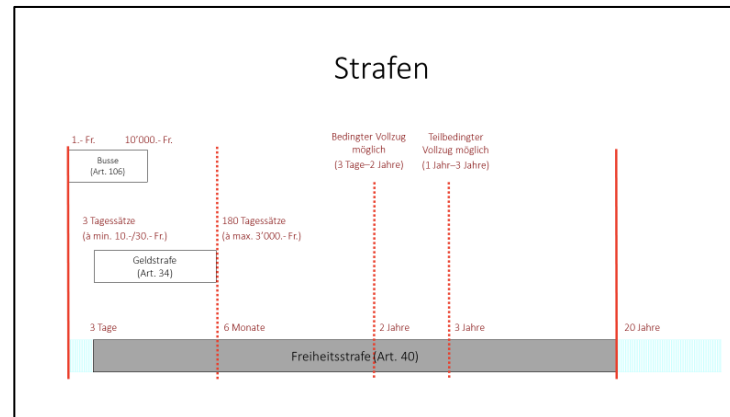 Strafen
1.- Fr. 10’000.- Fr.
Busse
(Art. 106)
Bedingter Vollzug
möglich
(3 Tage–2 Jahre)
Teilbedingter
Vollzug möglich
(1 Jahr–3 Jahre)
3 Tagessätze
(à min. 10.-/30.- Fr.)
180 Tagessätze
(à max. 3’000.- Fr.)
Geldstrafe
(Art. 34)
3 Tage 6 Monate 2 Jahre 3 Jahre 20 Jahre
Freiheitsstrafe (Art. 40)